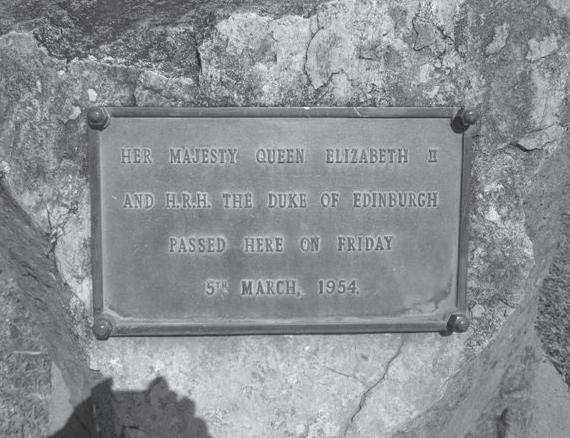 HER MAJESTY QUEEN ELIZABETH II
AND H.R.H. THE DUKE OF EDINBURGH
PASSED HERE ON FRIDAY
5TH MARCH, 1954.